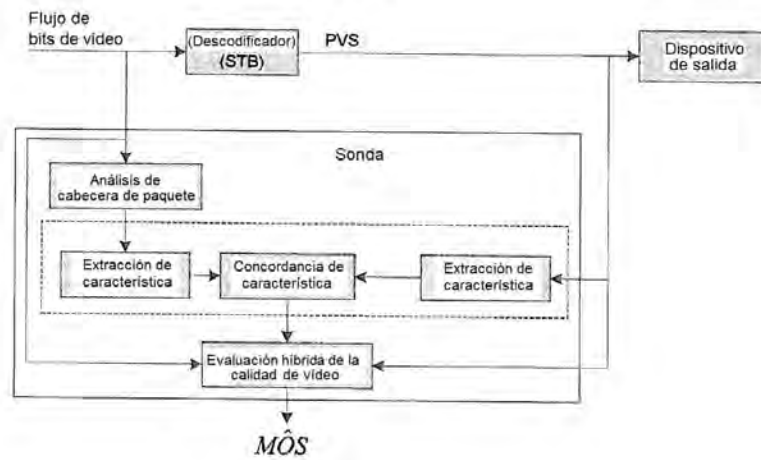 Flujo de
bits de vídeo
(Descodificador)
(STB)
PVS
Dispositivo
de salida
Sonda
Análisis de
cabecera de paquete
Extracción de
característica
Concordancia de
característica
Extracción de
característica
Evaluación híbrida de la
calidad de vídeo
MÔS